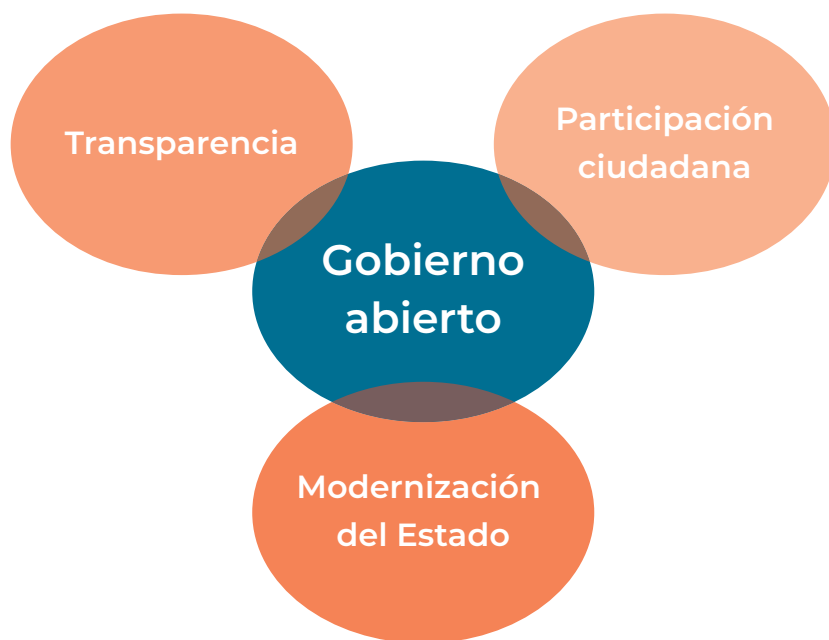 Transparencia
Participación
ciudadana
Gobierno
abierto
Modernización
del Estado